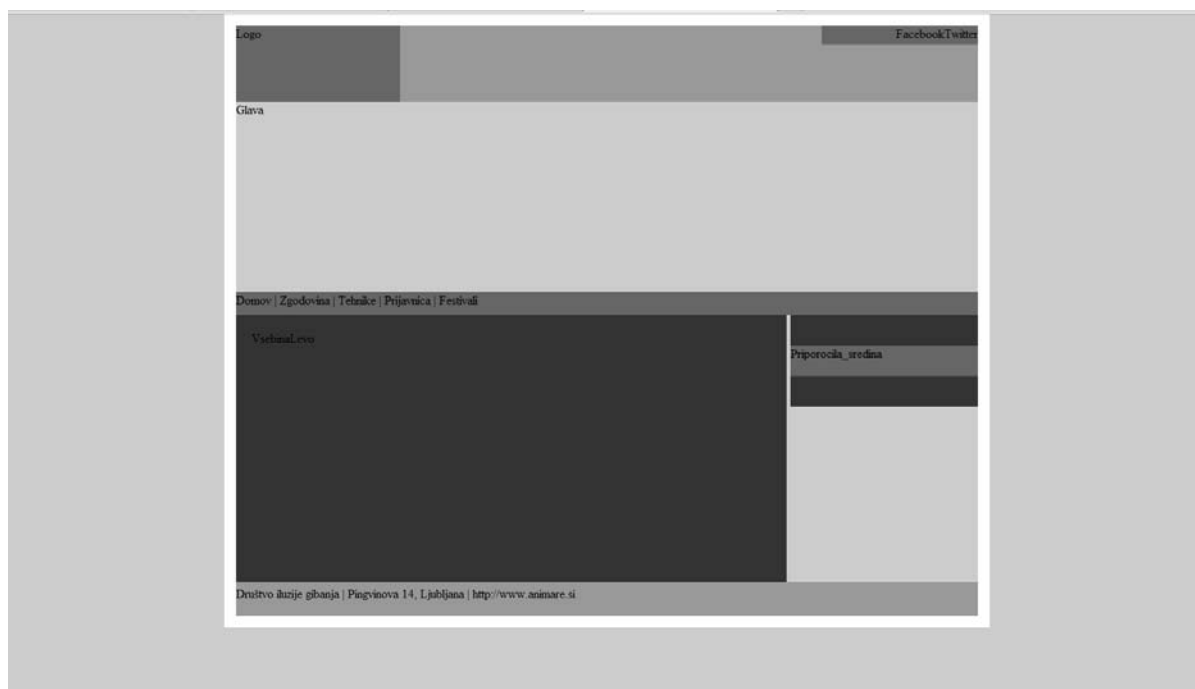 Logo
FacebookTwitter
Glava
Domov | Zgodovina | Tehnike | Prijavnica | Festivali
VsebinaLevo
Priporocila_sredina
Društvo iluzije gibanja | Pingvinova 14, Ljubljana | http://www.animare.si